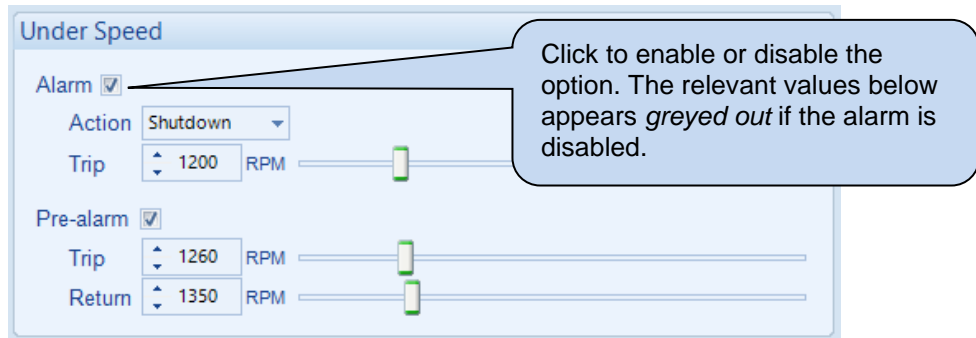 Under Speed
Click to enable or disable the
option. The relevant values below
appears greyed out if the alarm is
disabled.
Alarm
Action Shutdown
Trip 1200 RPM
Pre-alarm
Trip 1260 RPM
Return 1350 RPM